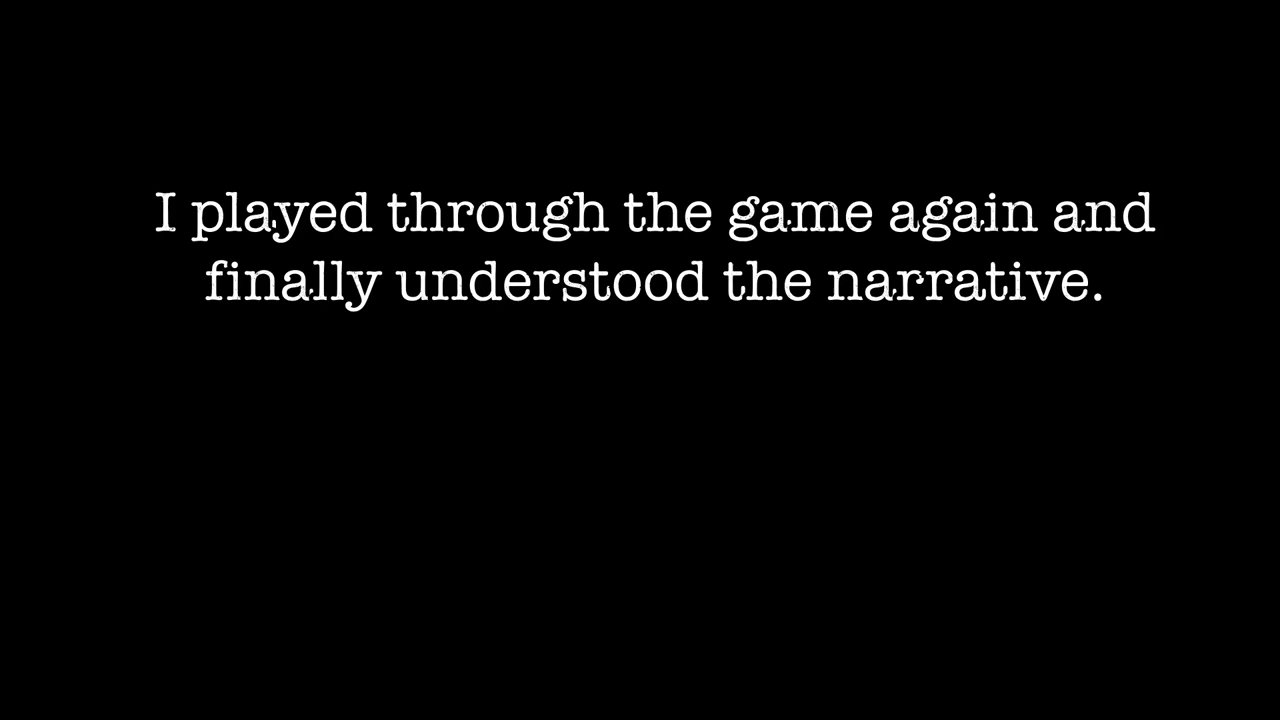 I played through the game again and
finally understood the narrative.